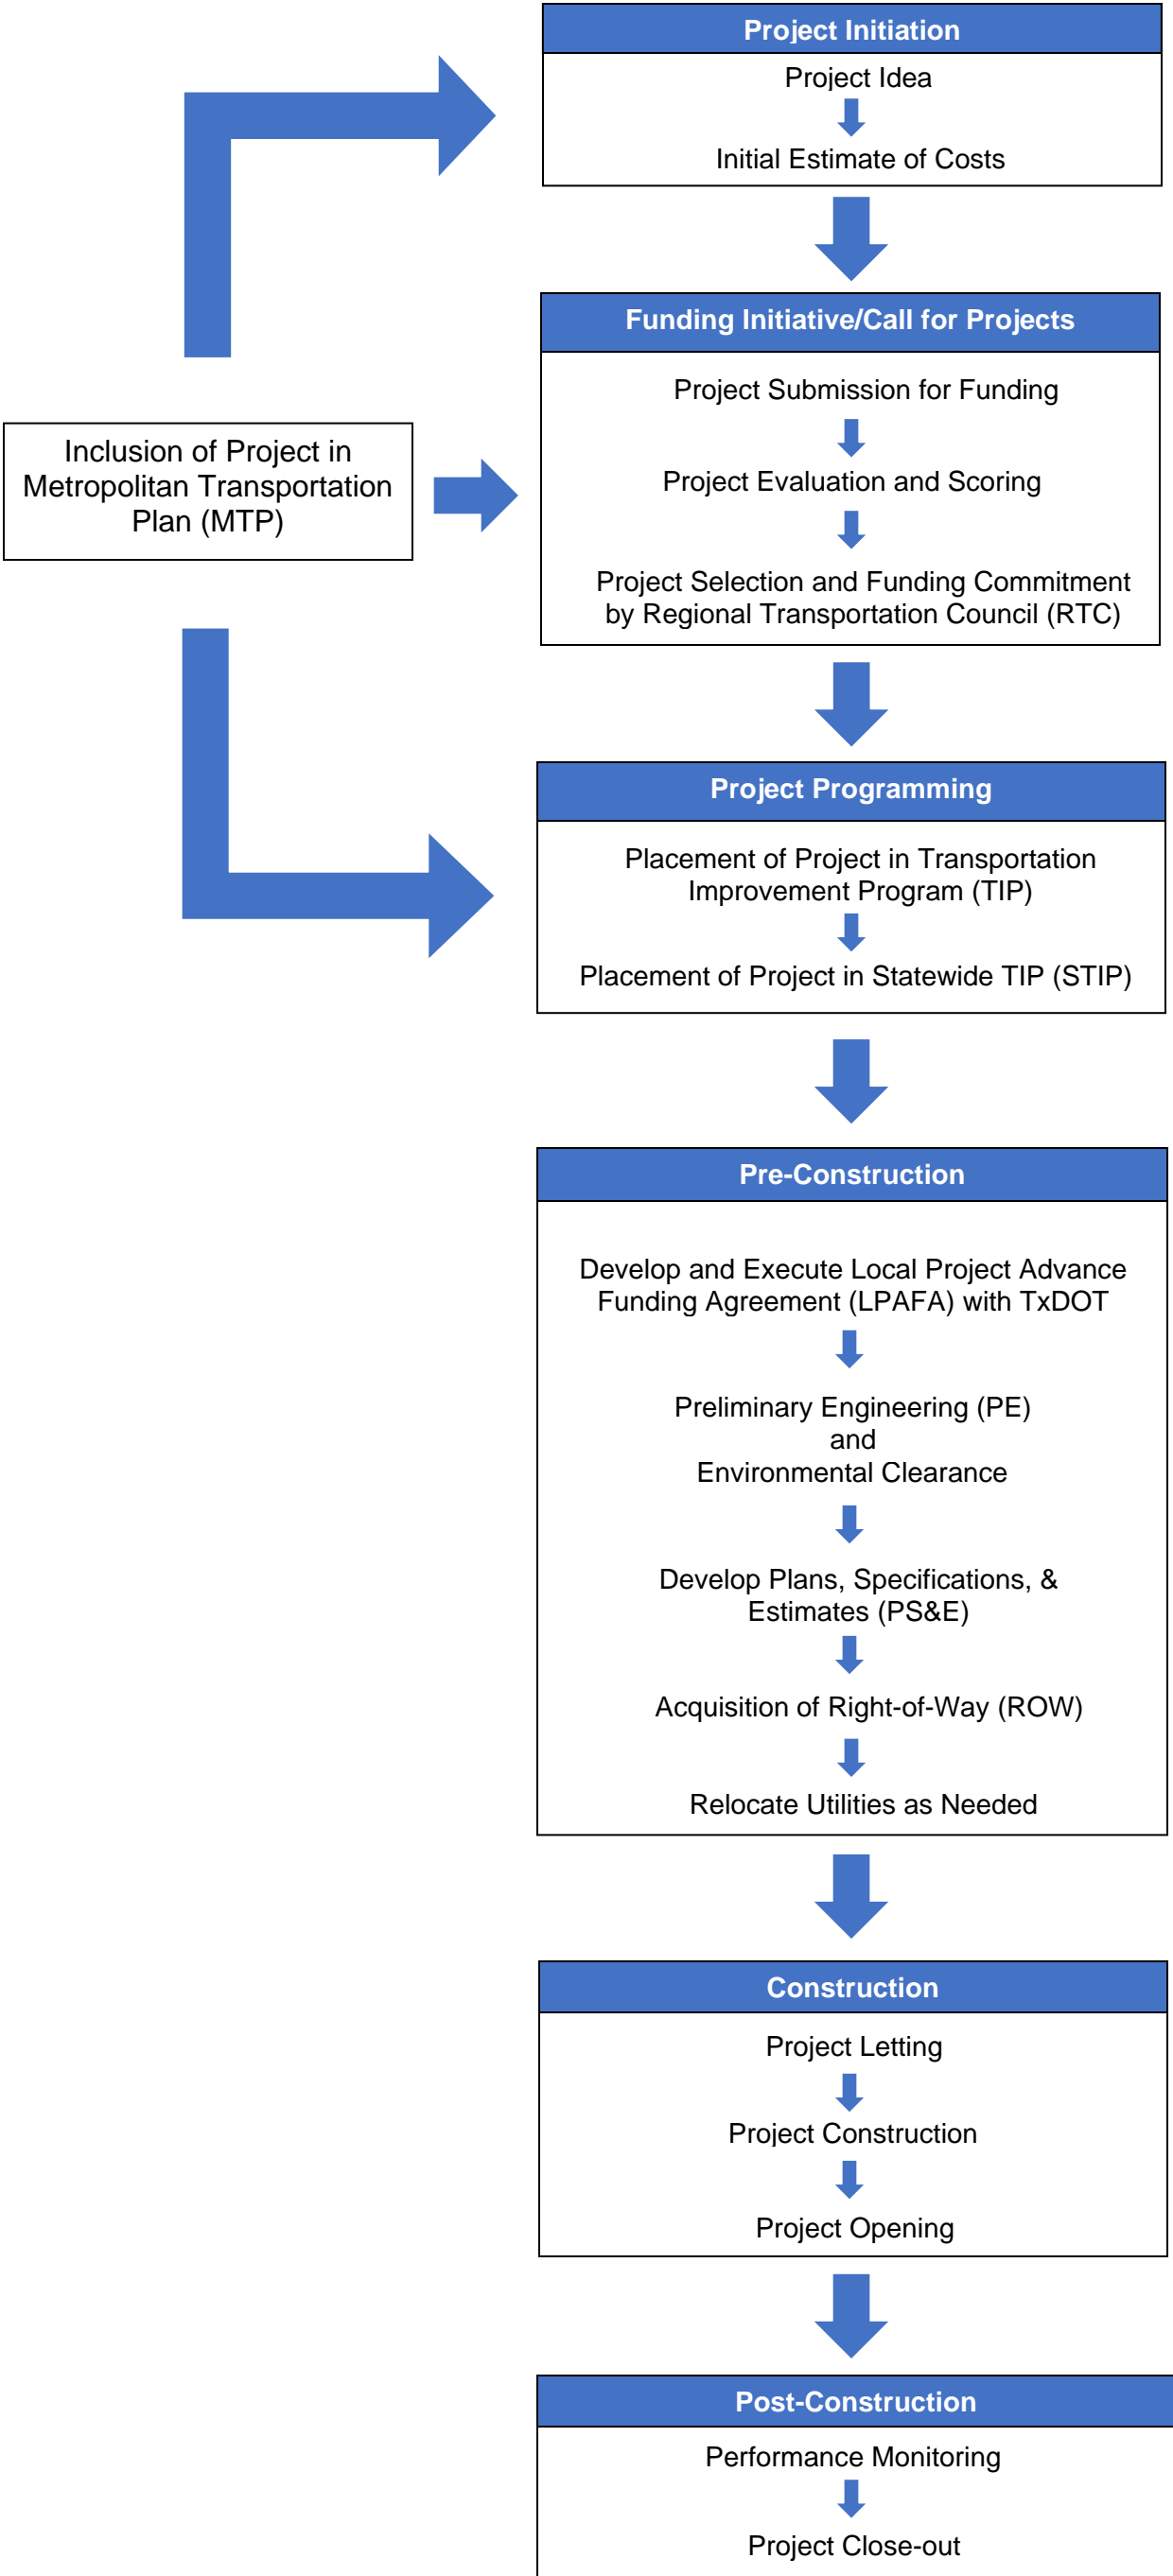 Project Initiation
Project Idea
Initial Estimate of Costs
Funding Initiative/Call for Projects
Project Submission for Funding
Project Evaluation and Scoring
Project Selection and Funding Commitment
by Regional Transportation Council (RTC)
Inclusion of Project in
Metropolitan Transportation
Plan (MTP)
Project Programming
Placement of Project in Transportation
Improvement Program (TIP)
Placement of Project in Statewide TIP (STIP)
Pre-Construction
Develop and Execute Local Project Advance
Funding Agreement (LPAFA) with TxDOT
Preliminary Engineering (PE)
and
Environmental Clearance
Develop Plans, Specifications, &
Estimates (PS&E)
Acquisition of Right-of-Way (ROW)
Relocate Utilities as Needed
Construction
Project Letting
Project Construction
Project Opening
Post-Construction
Performance Monitoring
Project Close-out